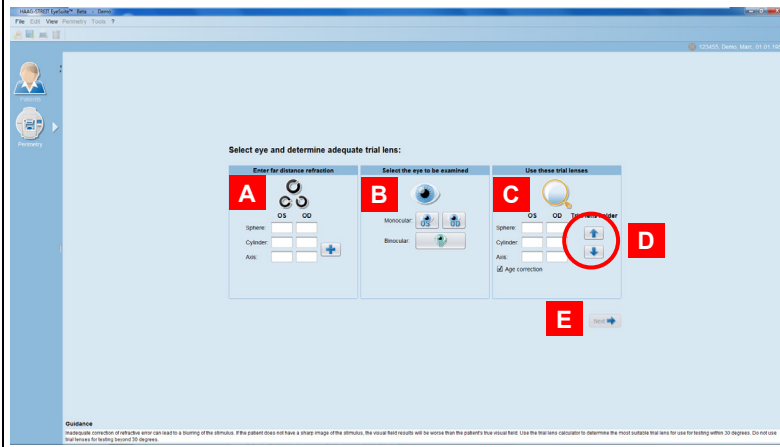 HAAG-STREIT EyeSuite™ Beta - Demo
File Edit View Perimetry Tools ?
123455, Demo, Marc, 01.01.19
Patients
Perimetry
Select eye and determine adequate trial lens:
Enter far distance refraction
Select the eye to be examined
Use these trial lenses
A
B
C
OS OD
OS OD Trial lens holder
Monocular: OS OD
Sphere:
Sphere:
D
Binocular:
Cylinder:
Cylinder:
Axis:
Axis:
Age correction
E
Next
Guidance
Inadequate correction of refractive error can lead to a blurring of the stimulus. If the patient does not have a sharp image of the stimulus, the visual field results will be worse than the patient's true visual field. Use the trial lens calculator to determine the most suitable trial lens for use for testing within 30 degrees. Do not use
trial lenses for testing beyond 30 degrees.